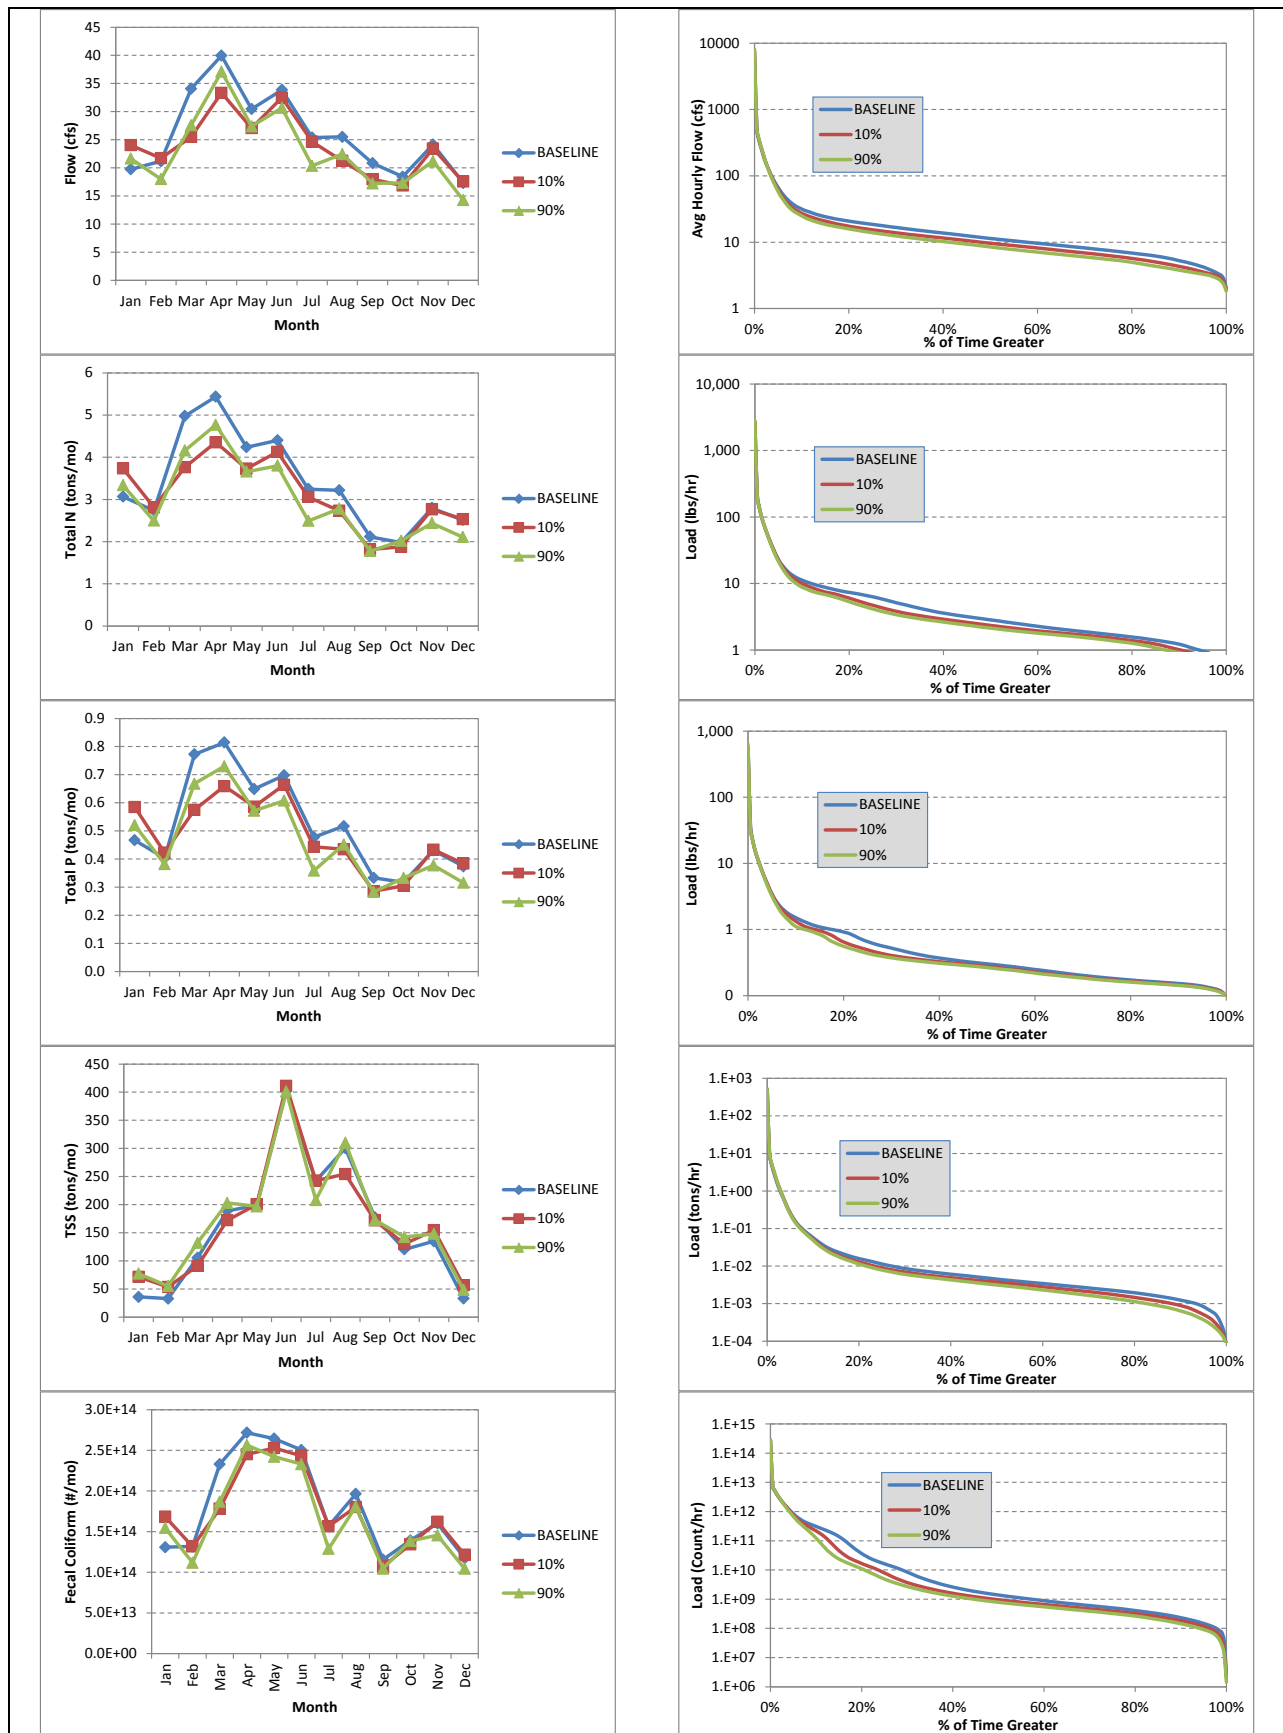 45
40
35
30
25
20
15
10
5
0
Flow (cfs)
Jan Feb Mar Apr May Jun Jul Aug Sep Oct Nov Dec
Month
BASELINE
10%
90%
10000
1000
100
10
1
Avg Hourly Flow (cfs)
0% 20% 40% 60% 80% 100%
% of Time Greater
BASELINE
10%
90%
6
5
4
3
2
1
0
Total N (tons/mo)
Jan Feb Mar Apr May Jun Jul Aug Sep Oct Nov Dec
Month
BASELINE
10%
90%
10,000
1,000
100
10
1
Load (lbs/hr)
0% 20% 40% 60% 80% 100%
% of Time Greater
BASELINE
10%
90%
0.9
0.8
0.7
0.6
0.5
0.4
0.3
0.2
0.1
0.0
Total P (tons/mo)
Jan Feb Mar Apr May Jun Jul Aug Sep Oct Nov Dec
Month
BASELINE
10%
90%
1,000
100
10
1
0
Load (lbs/hr)
0% 20% 40% 60% 80% 100%
% of Time Greater
BASELINE
10%
90%
450
400
350
300
250
200
150
100
50
0
TSS (tons/mo)
Jan Feb Mar Apr May Jun Jul Aug Sep Oct Nov Dec
Month
BASELINE
10%
90%
1.E+03
1.E+02
1.E+01
1.E+00
1.E-01
1.E-02
1.E-03
1.E-04
Load (tons/hr)
0% 20% 40% 60% 80% 100%
% of Time Greater
BASELINE
10%
90%
3.0E+14
2.5E+14
2.0E+14
1.5E+14
1.0E+14
5.0E+13
0.0E+00
Fecal Coliform (#/mo)
Jan Feb Mar Apr May Jun Jul Aug Sep Oct Nov Dec
Month
BASELINE
10%
90%
1.E+15
1.E+14
1.E+13
1.E+12
1.E+11
1.E+10
1.E+09
1.E+08
1.E+07
1.E+06
Load (Count/hr)
0% 20% 40% 60% 80% 100%
% of Time Greater
BASELINE
10%
90%